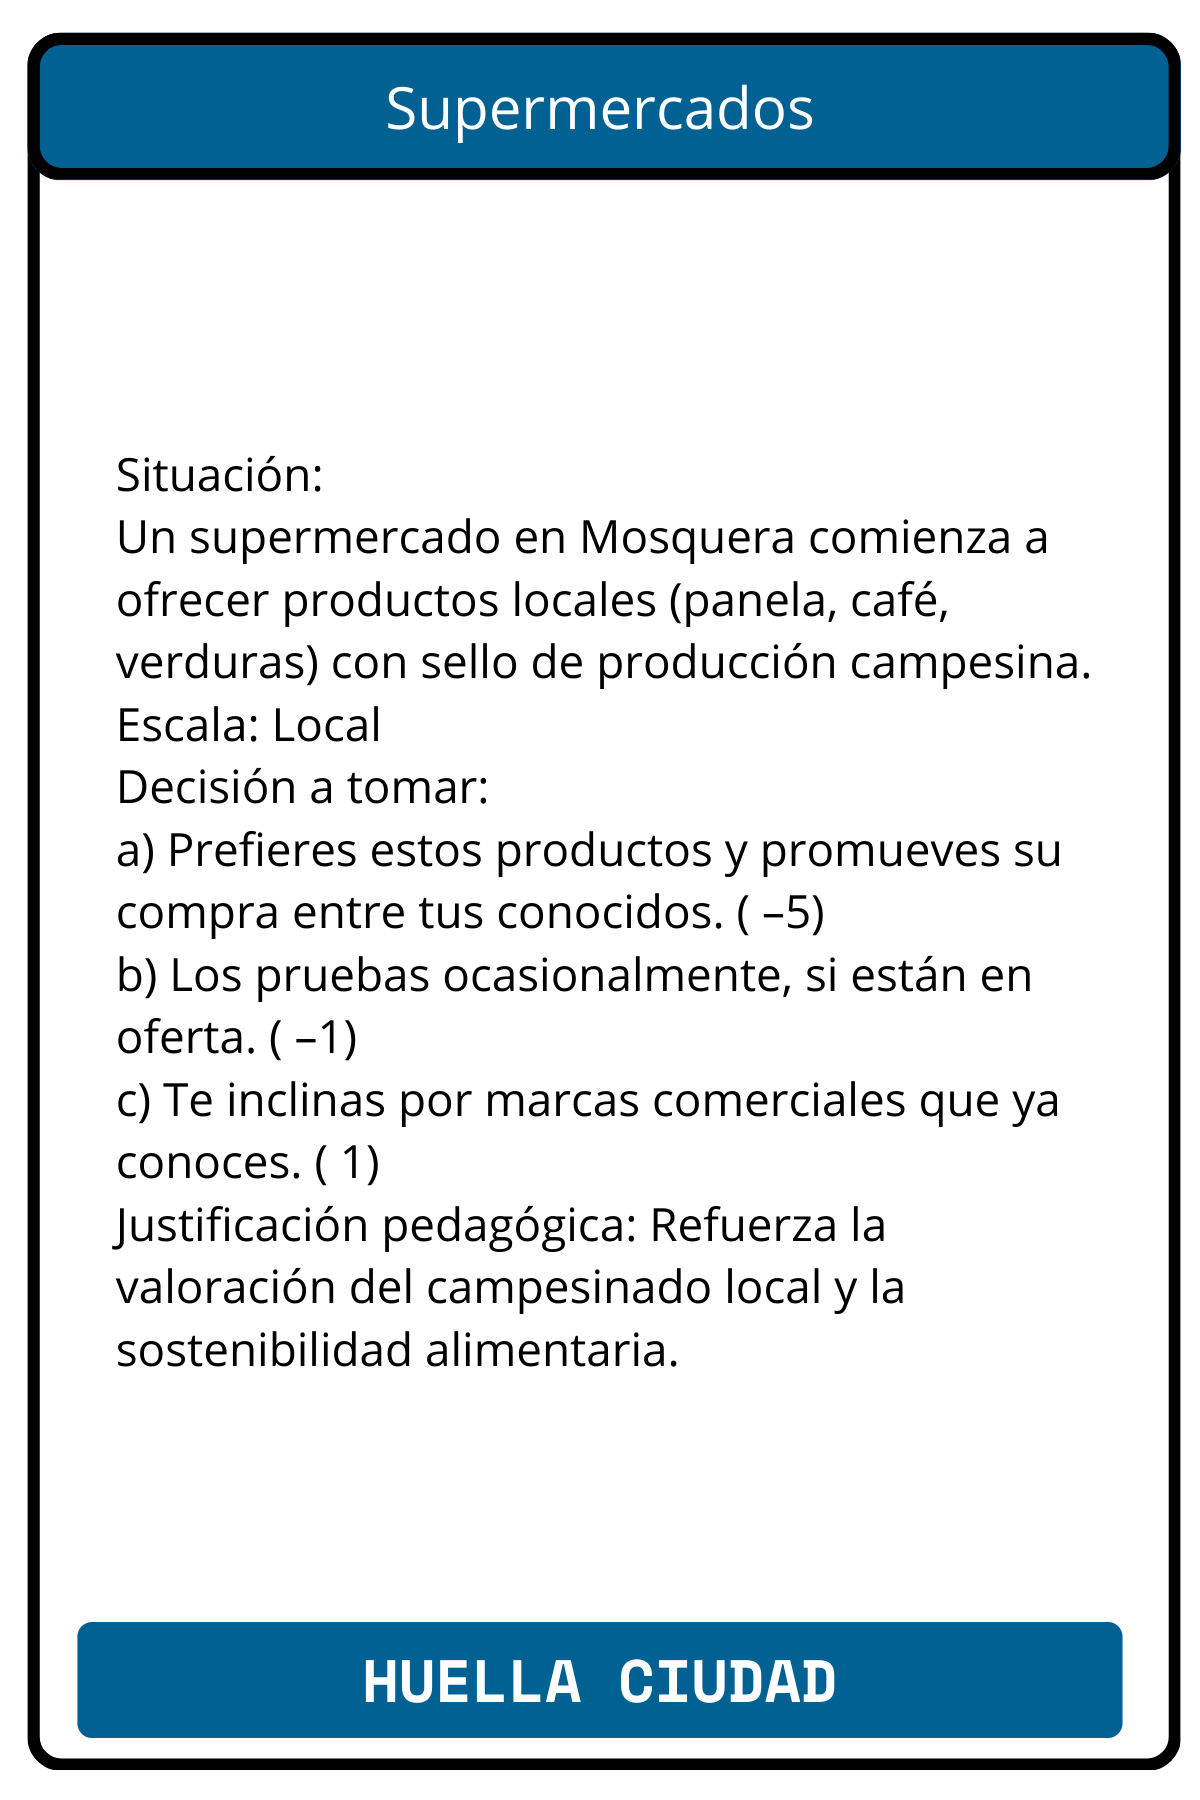 Supermercados
Situación:
Un supermercado en Mosquera comienza a
ofrecer productos locales (panela, café,
verduras) con sello de producción campesina.
Escala: Local
Decisión a tomar:
a) Prefieres estos productos y promueves su
compra entre tus conocidos. ( –5)
b) Los pruebas ocasionalmente, si están en
oferta. ( –1)
c) Te inclinas por marcas comerciales que ya
conoces. ( 1)
Justificación pedagógica: Refuerza la
valoración del campesinado local y la
sostenibilidad alimentaria.
HUELLA CIUDAD